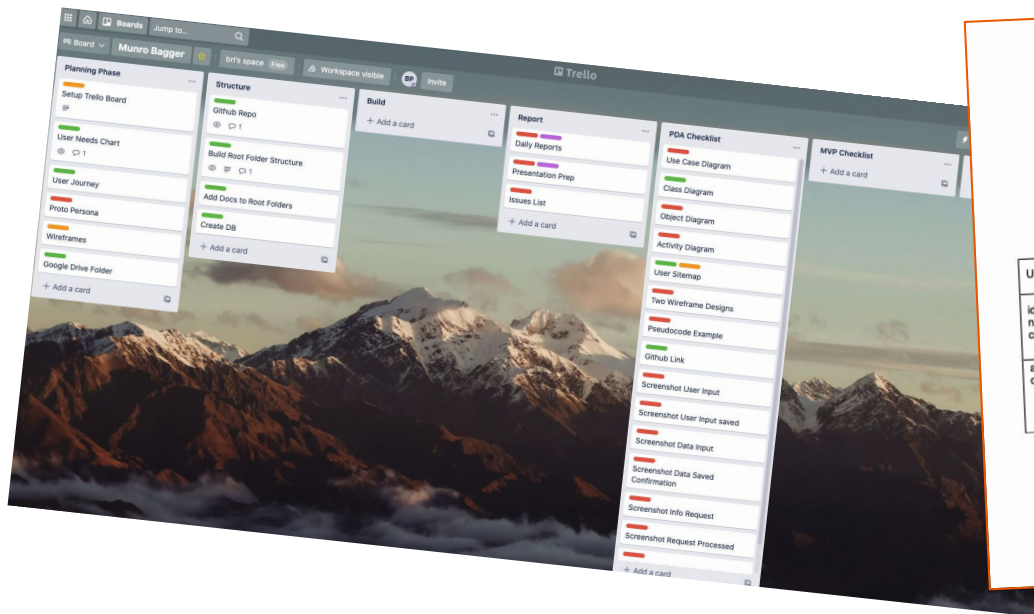 Boards
Jump to...
Trello
Board
Munro Bagger
bri's space Free
Workspace visible
BP
Invite
Planning Phase
Setup Trello Board
User Needs Chart
1
User Journey
Proto Persona
Wireframes
Google Drive Folder
+ Add a card
Structure
Github Repo
1
Build Root Folder Structure
1
Add Docs to Root Folders
Create DB
+ Add a card
Build
+ Add a card
Report
Daily Reports
Presentation Prep
Issues List
+ Add a card
PDA Checklist
Use Case Diagram
Class Diagram
Object Diagram
Activity Diagram
User Sitemap
Two Wireframe Designs
Pseudocode Example
Github Link
Screenshot User Input
Screenshot User Input saved
Screenshot Data Input
Screenshot Data Saved
Confirmation
Screenshot Info Request
Screenshot Request Processed
+ Add a card
MVP Checklist
+ Add a card